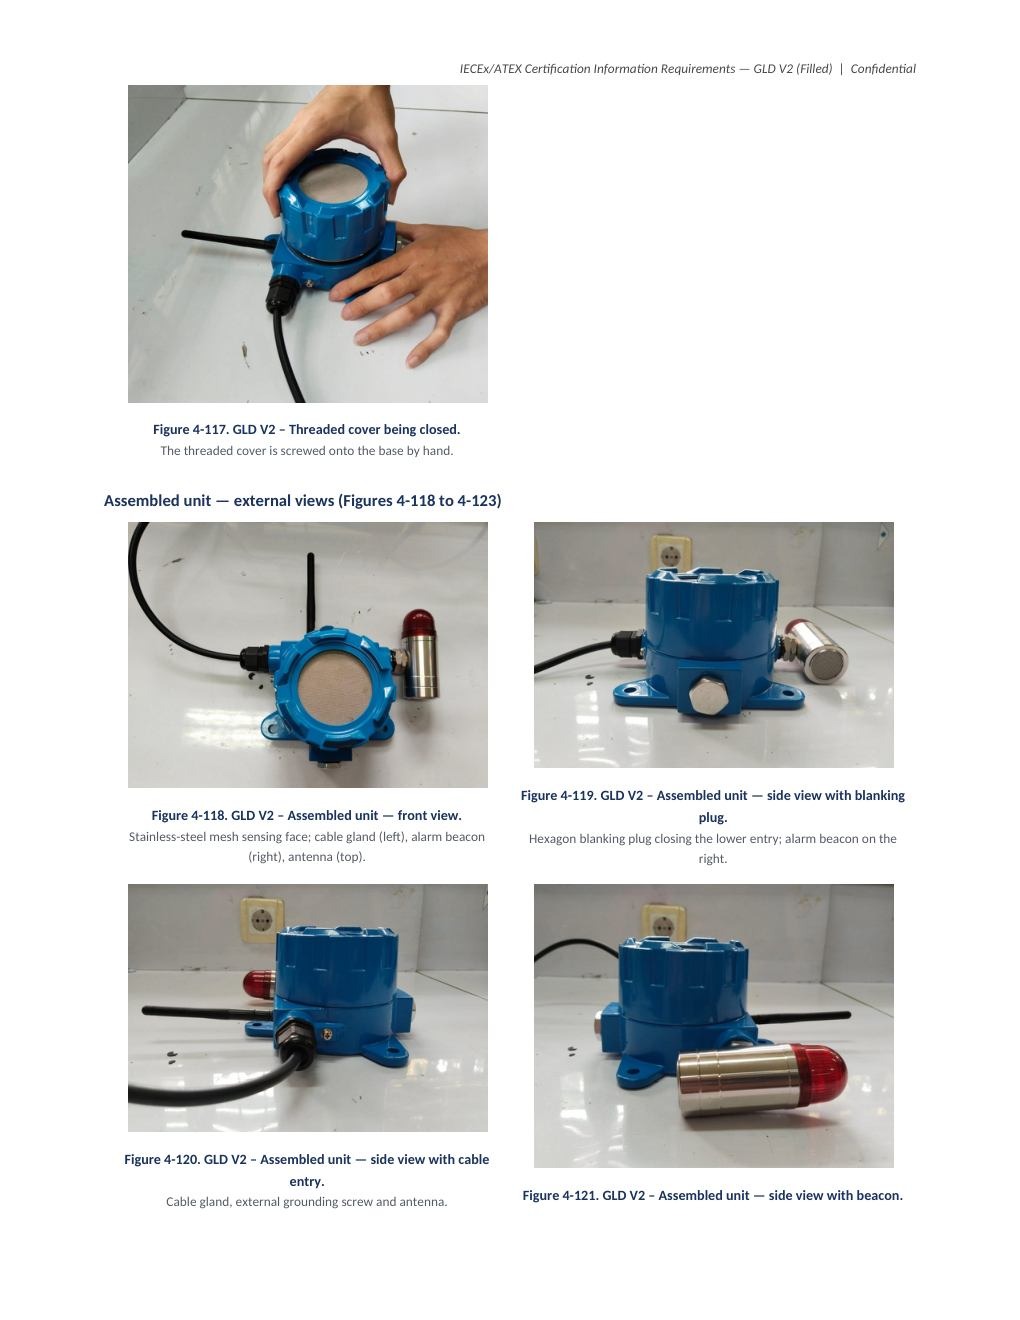 IECEx/ATEX Certification Information Requirements — GLD V2 (Filled) | Confidential
Figure 4-117. GLD V2 – Threaded cover being closed.
The threaded cover is screwed onto the base by hand.
Assembled unit — external views (Figures 4-118 to 4-123)
Figure 4-118. GLD V2 – Assembled unit — front view.
Stainless-steel mesh sensing face; cable gland (left), alarm beacon
(right), antenna (top).
Figure 4-119. GLD V2 – Assembled unit — side view with blanking
plug.
Hexagon blanking plug closing the lower entry; alarm beacon on the
right.
Figure 4-120. GLD V2 – Assembled unit — side view with cable
entry.
Cable gland, external grounding screw and antenna.
Figure 4-121. GLD V2 – Assembled unit — side view with beacon.